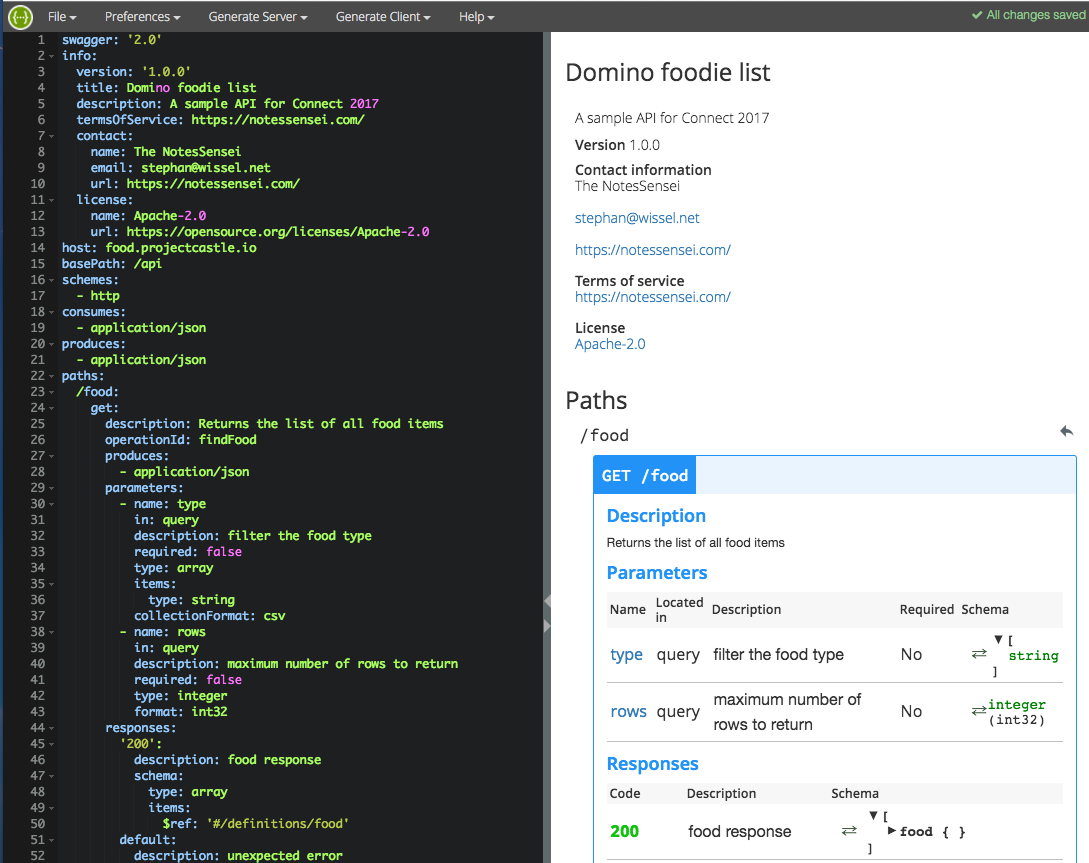 {···}
File
Preferences
Generate Server
Generate Client
Help
All changes saved
1 swagger: '2.0'
2 info:
3 version: '1.0.0'
4 title: Domino foodie list
5 description: A sample API for Connect 2017
6 termsOfService: https://notessensei.com/
7 contact:
8 name: The NotesSensei
9 email: stephan@wissel.net
10 url: https://notessensei.com/
11 license:
12 name: Apache-2.0
13 url: https://opensource.org/licenses/Apache-2.0
14 host: food.projectcastle.io
15 basePath: /api
16 schemes:
17 - http
18 consumes:
19 - application/json
20 produces:
21 - application/json
22 paths:
23 /food:
24 get:
25 description: Returns the list of all food items
26 operationId: findFood
27 produces:
28 - application/json
29 parameters:
30 - name: type
31 in: query
32 description: filter the food type
33 required: false
34 type: array
35 items:
36 type: string
37 collectionFormat: csv
38 - name: rows
39 in: query
40 description: maximum number of rows to return
41 required: false
42 type: integer
43 format: int32
44 responses:
45 '200':
46 description: food response
47 schema:
48 type: array
49 items:
50 $ref: '#/definitions/food'
51 default:
52 description: unexpected error
Domino foodie list
A sample API for Connect 2017
Version 1.0.0
Contact information
The NotesSensei
stephan@wissel.net
https://notessensei.com/
Terms of service
https://notessensei.com/
License
Apache-2.0
Paths
/food
GET /food
Description
Returns the list of all food items
Parameters
Name Located in Description Required Schema
type query filter the food type No ⇄ ▼ [
string
]
rows query maximum number of rows to return No ⇄ integer
(int32)
Responses
Code Description Schema
200 food response ⇄ ▼ [
▶ food { }
]